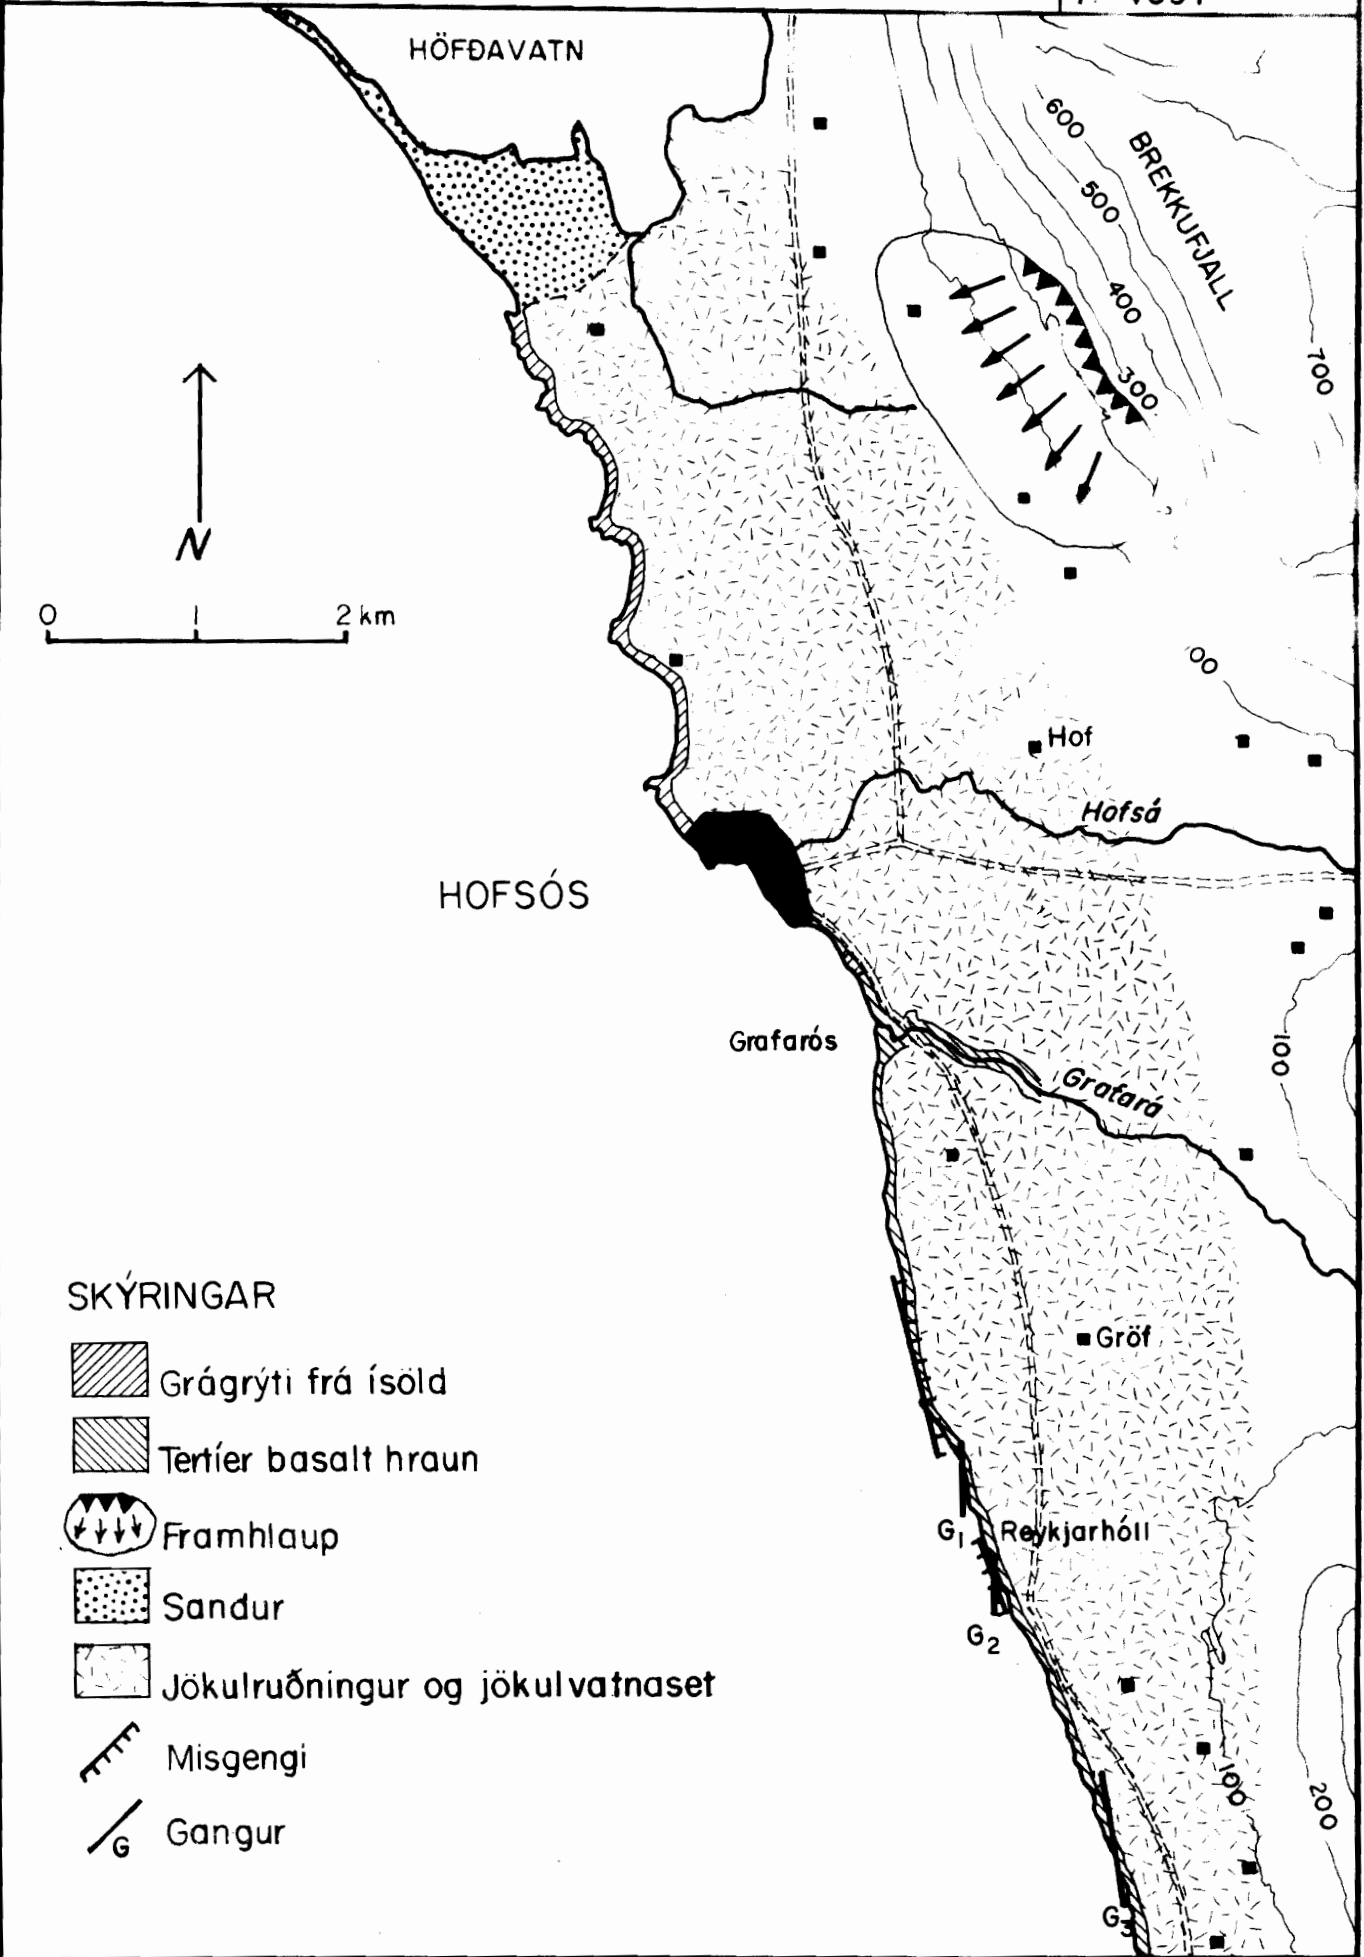 HÖFÐAVATN
600
BREKKUFJALL
500
400
300
700
N
0 1 2 km
00
Hof
Hofsá
HOFSÓS
Grafarós
100
Grafará
SKÝRINGAR
Gröf
Grágrýti frá ísöld
Tertíer basalt hraun
G1 Reykjarhóll
Framhlaup
Sandur
G2
Jökulruðningur og jökulvatnaset
Misgengi
100
200
Gangur
G
G3